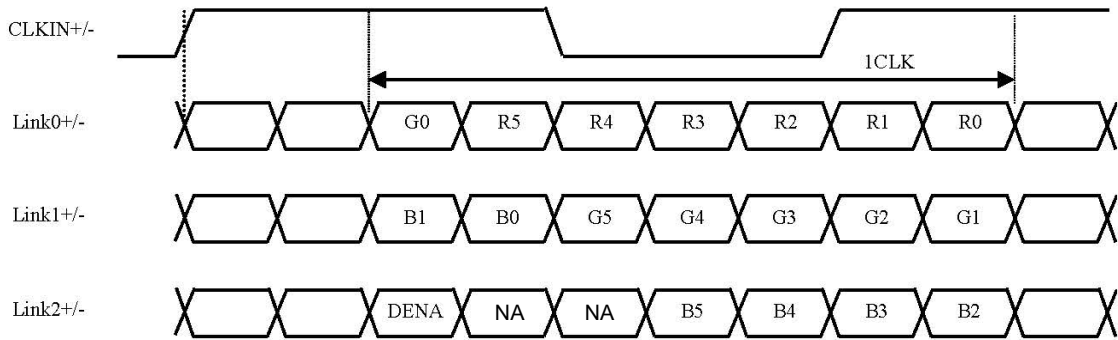 CLKIN+/-
1CLK
Link0+/- G0 R5 R4 R3 R2 R1 R0
Link1+/- B1 B0 G5 G4 G3 G2 G1
Link2+/- DENA NA NA B5 B4 B3 B2